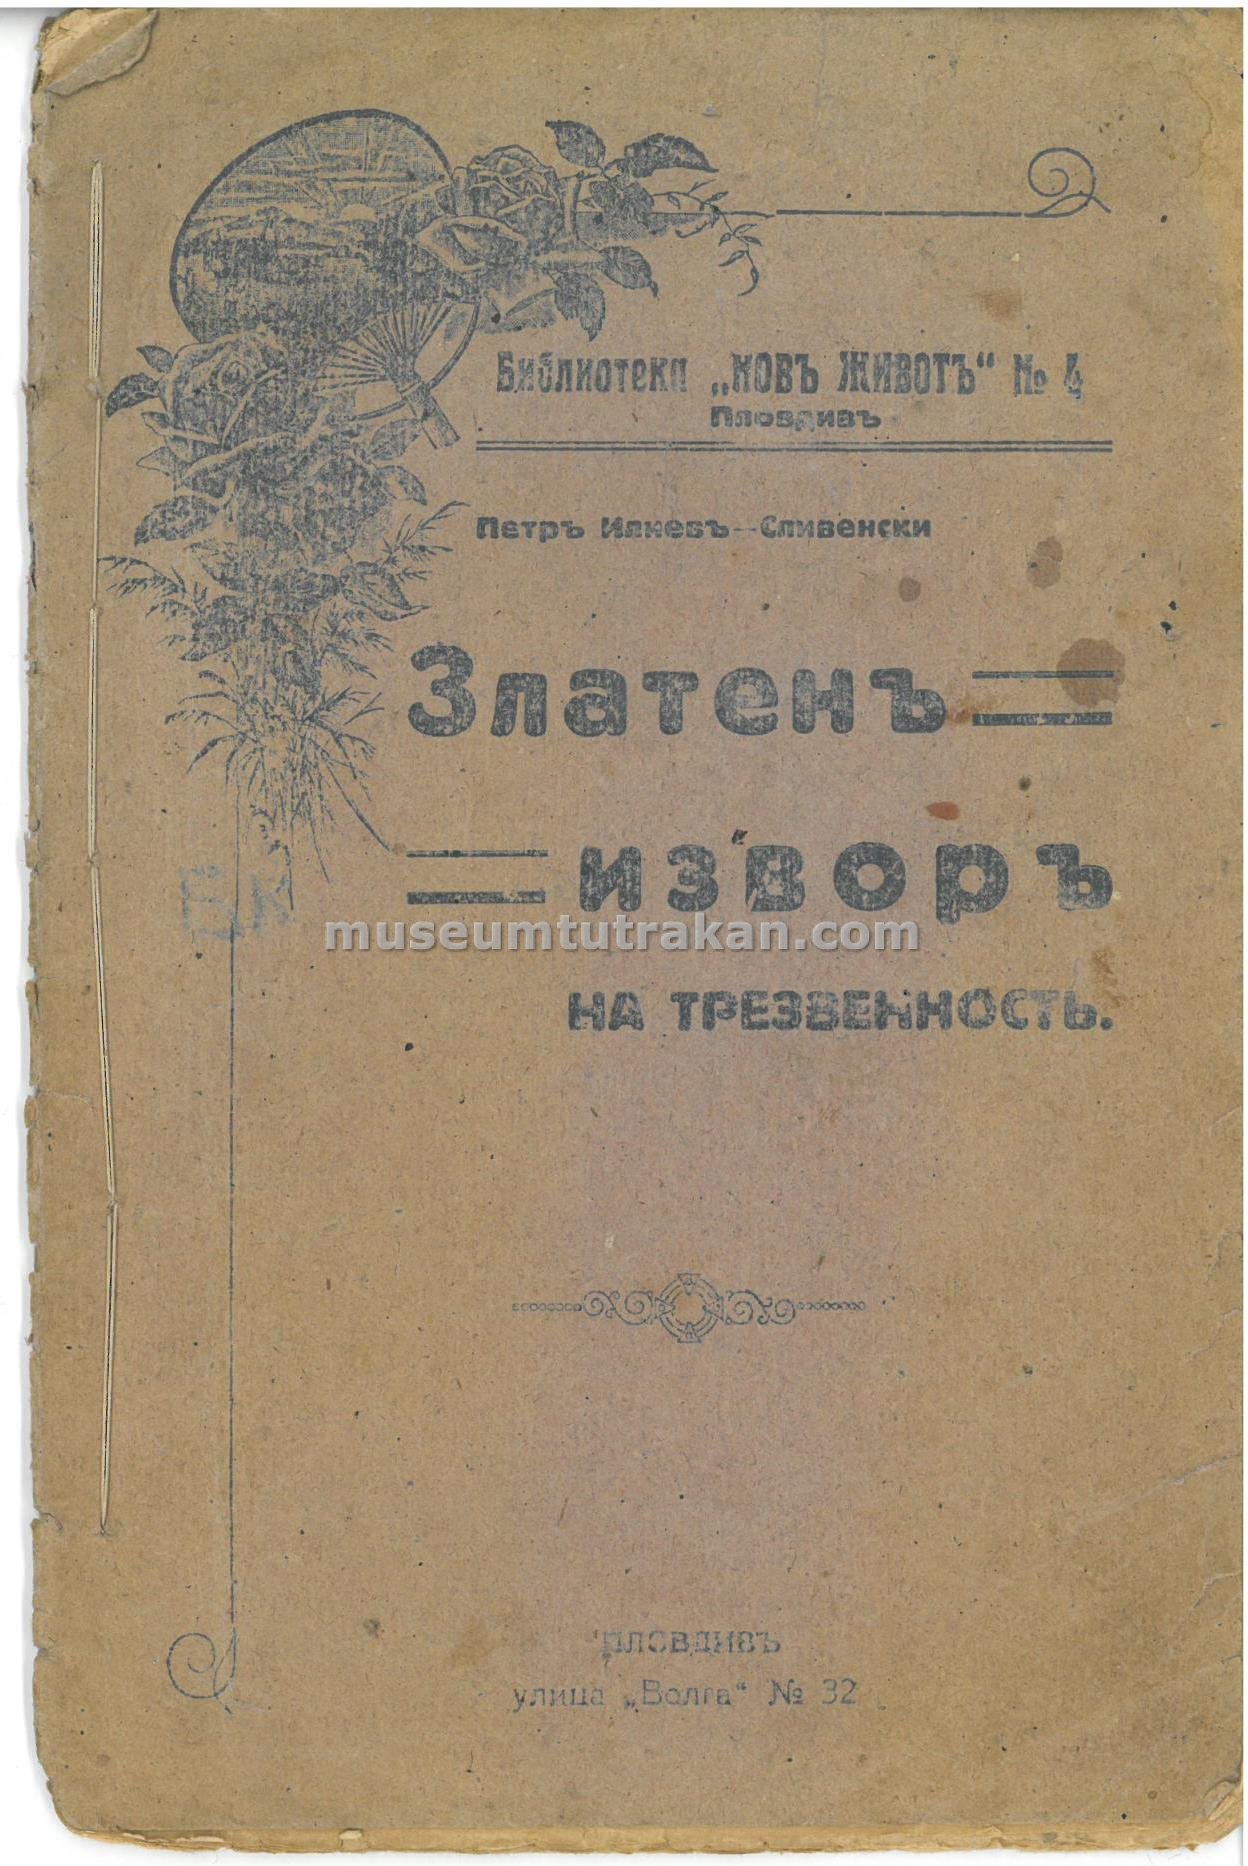 Библиотека „НОВЪ ЖИВОТЪ“ № 4
Пловдивъ
Петръ Илиевъ—Сливенски
Златенъ
изворъ
museumtutrakan.com
НА ТРЕЗВЕННОСТЬ.
ПЛОВДИВЪ
улица „Волга“ № 32